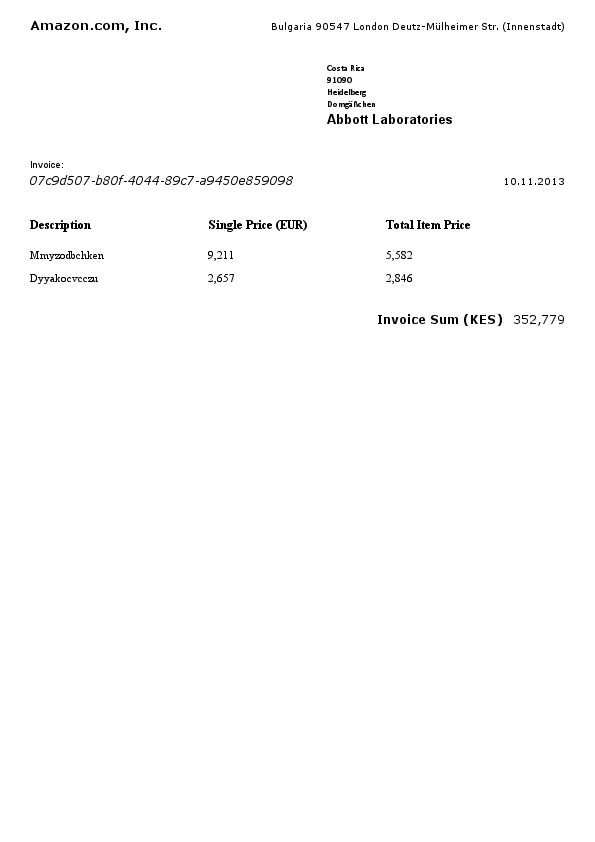 Amazon.com, Inc. Bulgaria 90547 London Deutz-Mülheimer Str. (Innenstadt)
Costa Rica
91090
Heidelberg
Domgäßchen
Abbott Laboratories
Invoice:
07c9d507-b80f-4044-89c7-a9450e859098 10.11.2013
Description Single Price (EUR) Total Item Price
Mmyzodbchken 9,211 5,582
Dyyakoeveezu 2,657 2,846
Invoice Sum (KES) 352,779